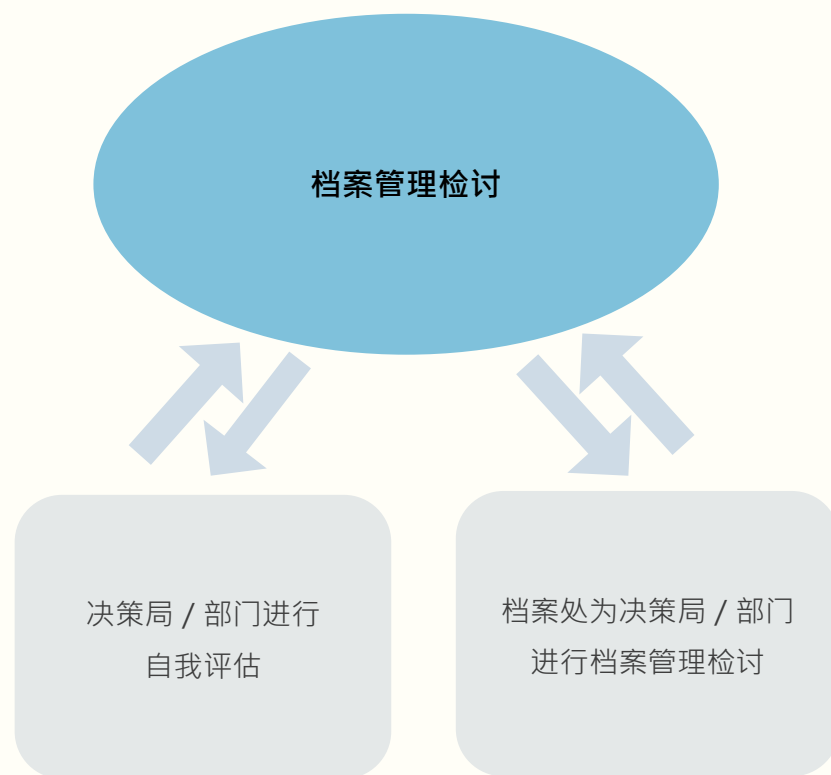 档案管理检讨
决策局 / 部门进行
自我评估
档案处为决策局 / 部门
进行档案管理检讨